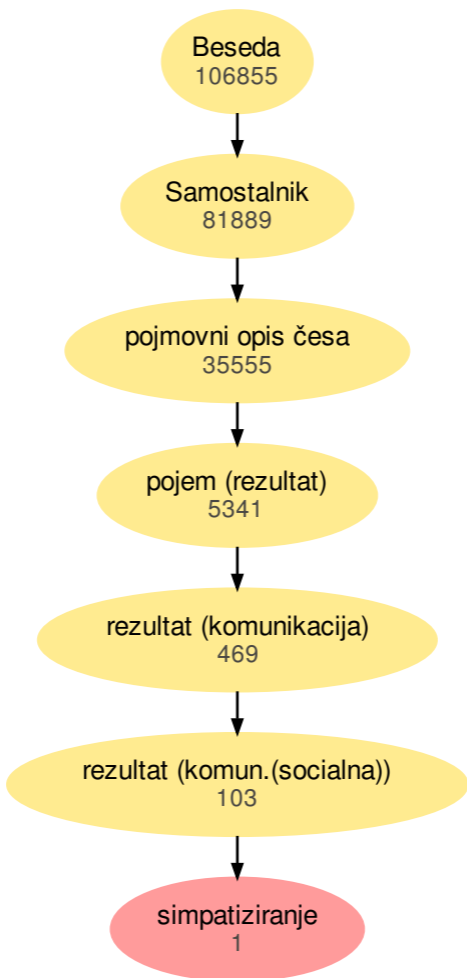 Beseda
106855
Samostalnik
81889
pojmovni opis česa
35555
pojem (rezultat)
5341
rezultat (komunikacija)
469
rezultat (komun.(socialna))
103
simpatiziranje
1